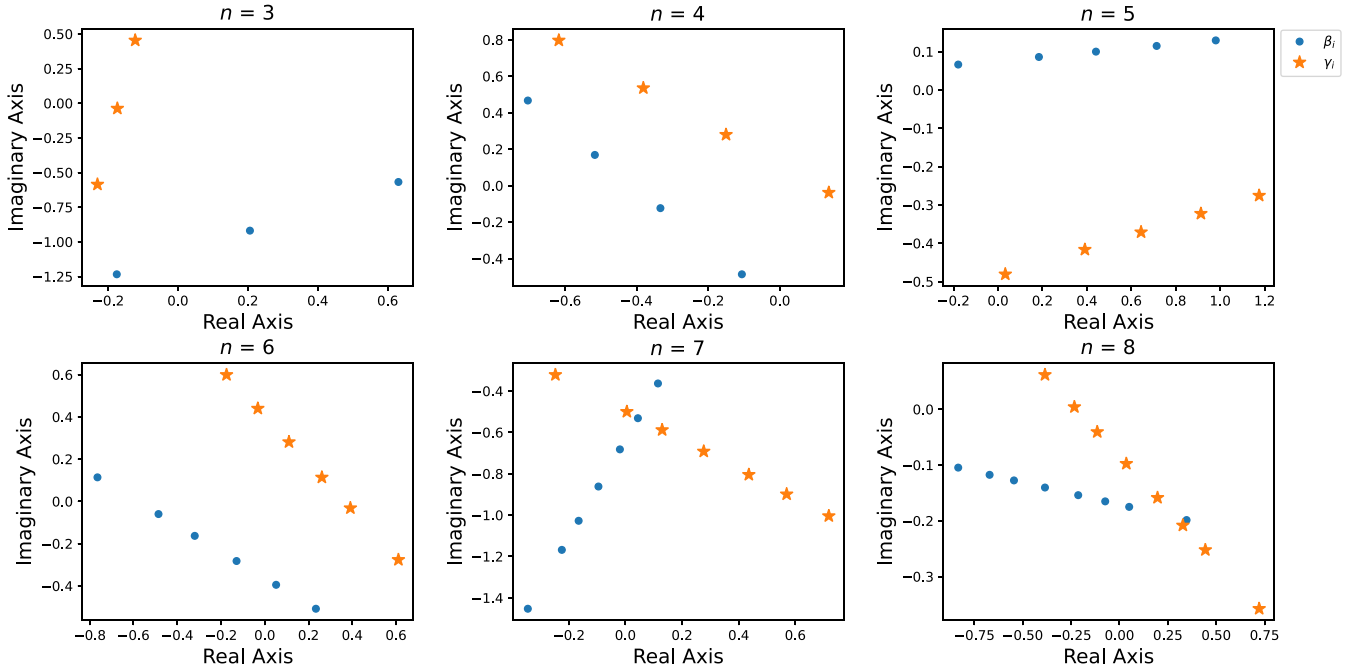 n = 3
0.50
0.25
0.00
−0.25
−0.50
−0.75
−1.00
−1.25
Imaginary Axis
−0.2 0.0 0.2 0.4 0.6
Real Axis
n = 4
0.8
0.6
0.4
0.2
0.0
−0.2
−0.4
Imaginary Axis
−0.6 −0.4 −0.2 0.0
Real Axis
n = 5
0.1
0.0
−0.1
−0.2
−0.3
−0.4
−0.5
Imaginary Axis
−0.2 0.0 0.2 0.4 0.6 0.8 1.0 1.2
Real Axis
βi
γi
n = 6
0.6
0.4
0.2
0.0
−0.2
−0.4
Imaginary Axis
−0.8 −0.6 −0.4 −0.2 0.0 0.2 0.4 0.6
Real Axis
n = 7
−0.4
−0.6
−0.8
−1.0
−1.2
−1.4
Imaginary Axis
−0.2 0.0 0.2 0.4 0.6
Real Axis
n = 8
0.0
−0.1
−0.2
−0.3
Imaginary Axis
−0.75 −0.50 −0.25 0.00 0.25 0.50 0.75
Real Axis